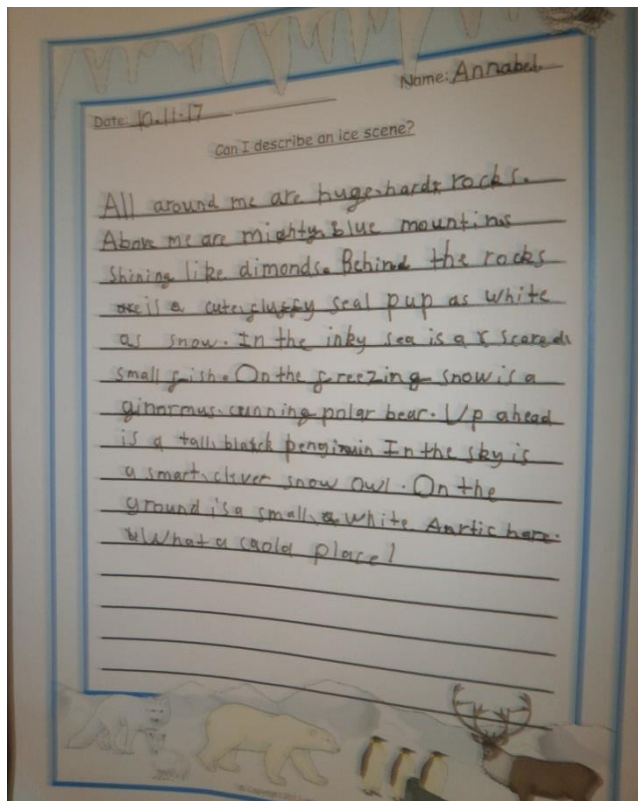 Name: Annabel
Date: 10.11.17
Can I describe an ice scene?
All around me are huge, hard rocks.
Above me are mighty, blue mountins
shining like dimonds. Behind the rocks
is a cute, fluffy seal pup as white
as snow. In the inky sea is a scared,
small fish. On the freezing snow is a
ginormus, cunning polar bear. Up ahead
is a tall, black penginuin In the sky is
a smart, clever snow owl. On the
ground is a small, white Anrtic hare.
What a coold place!